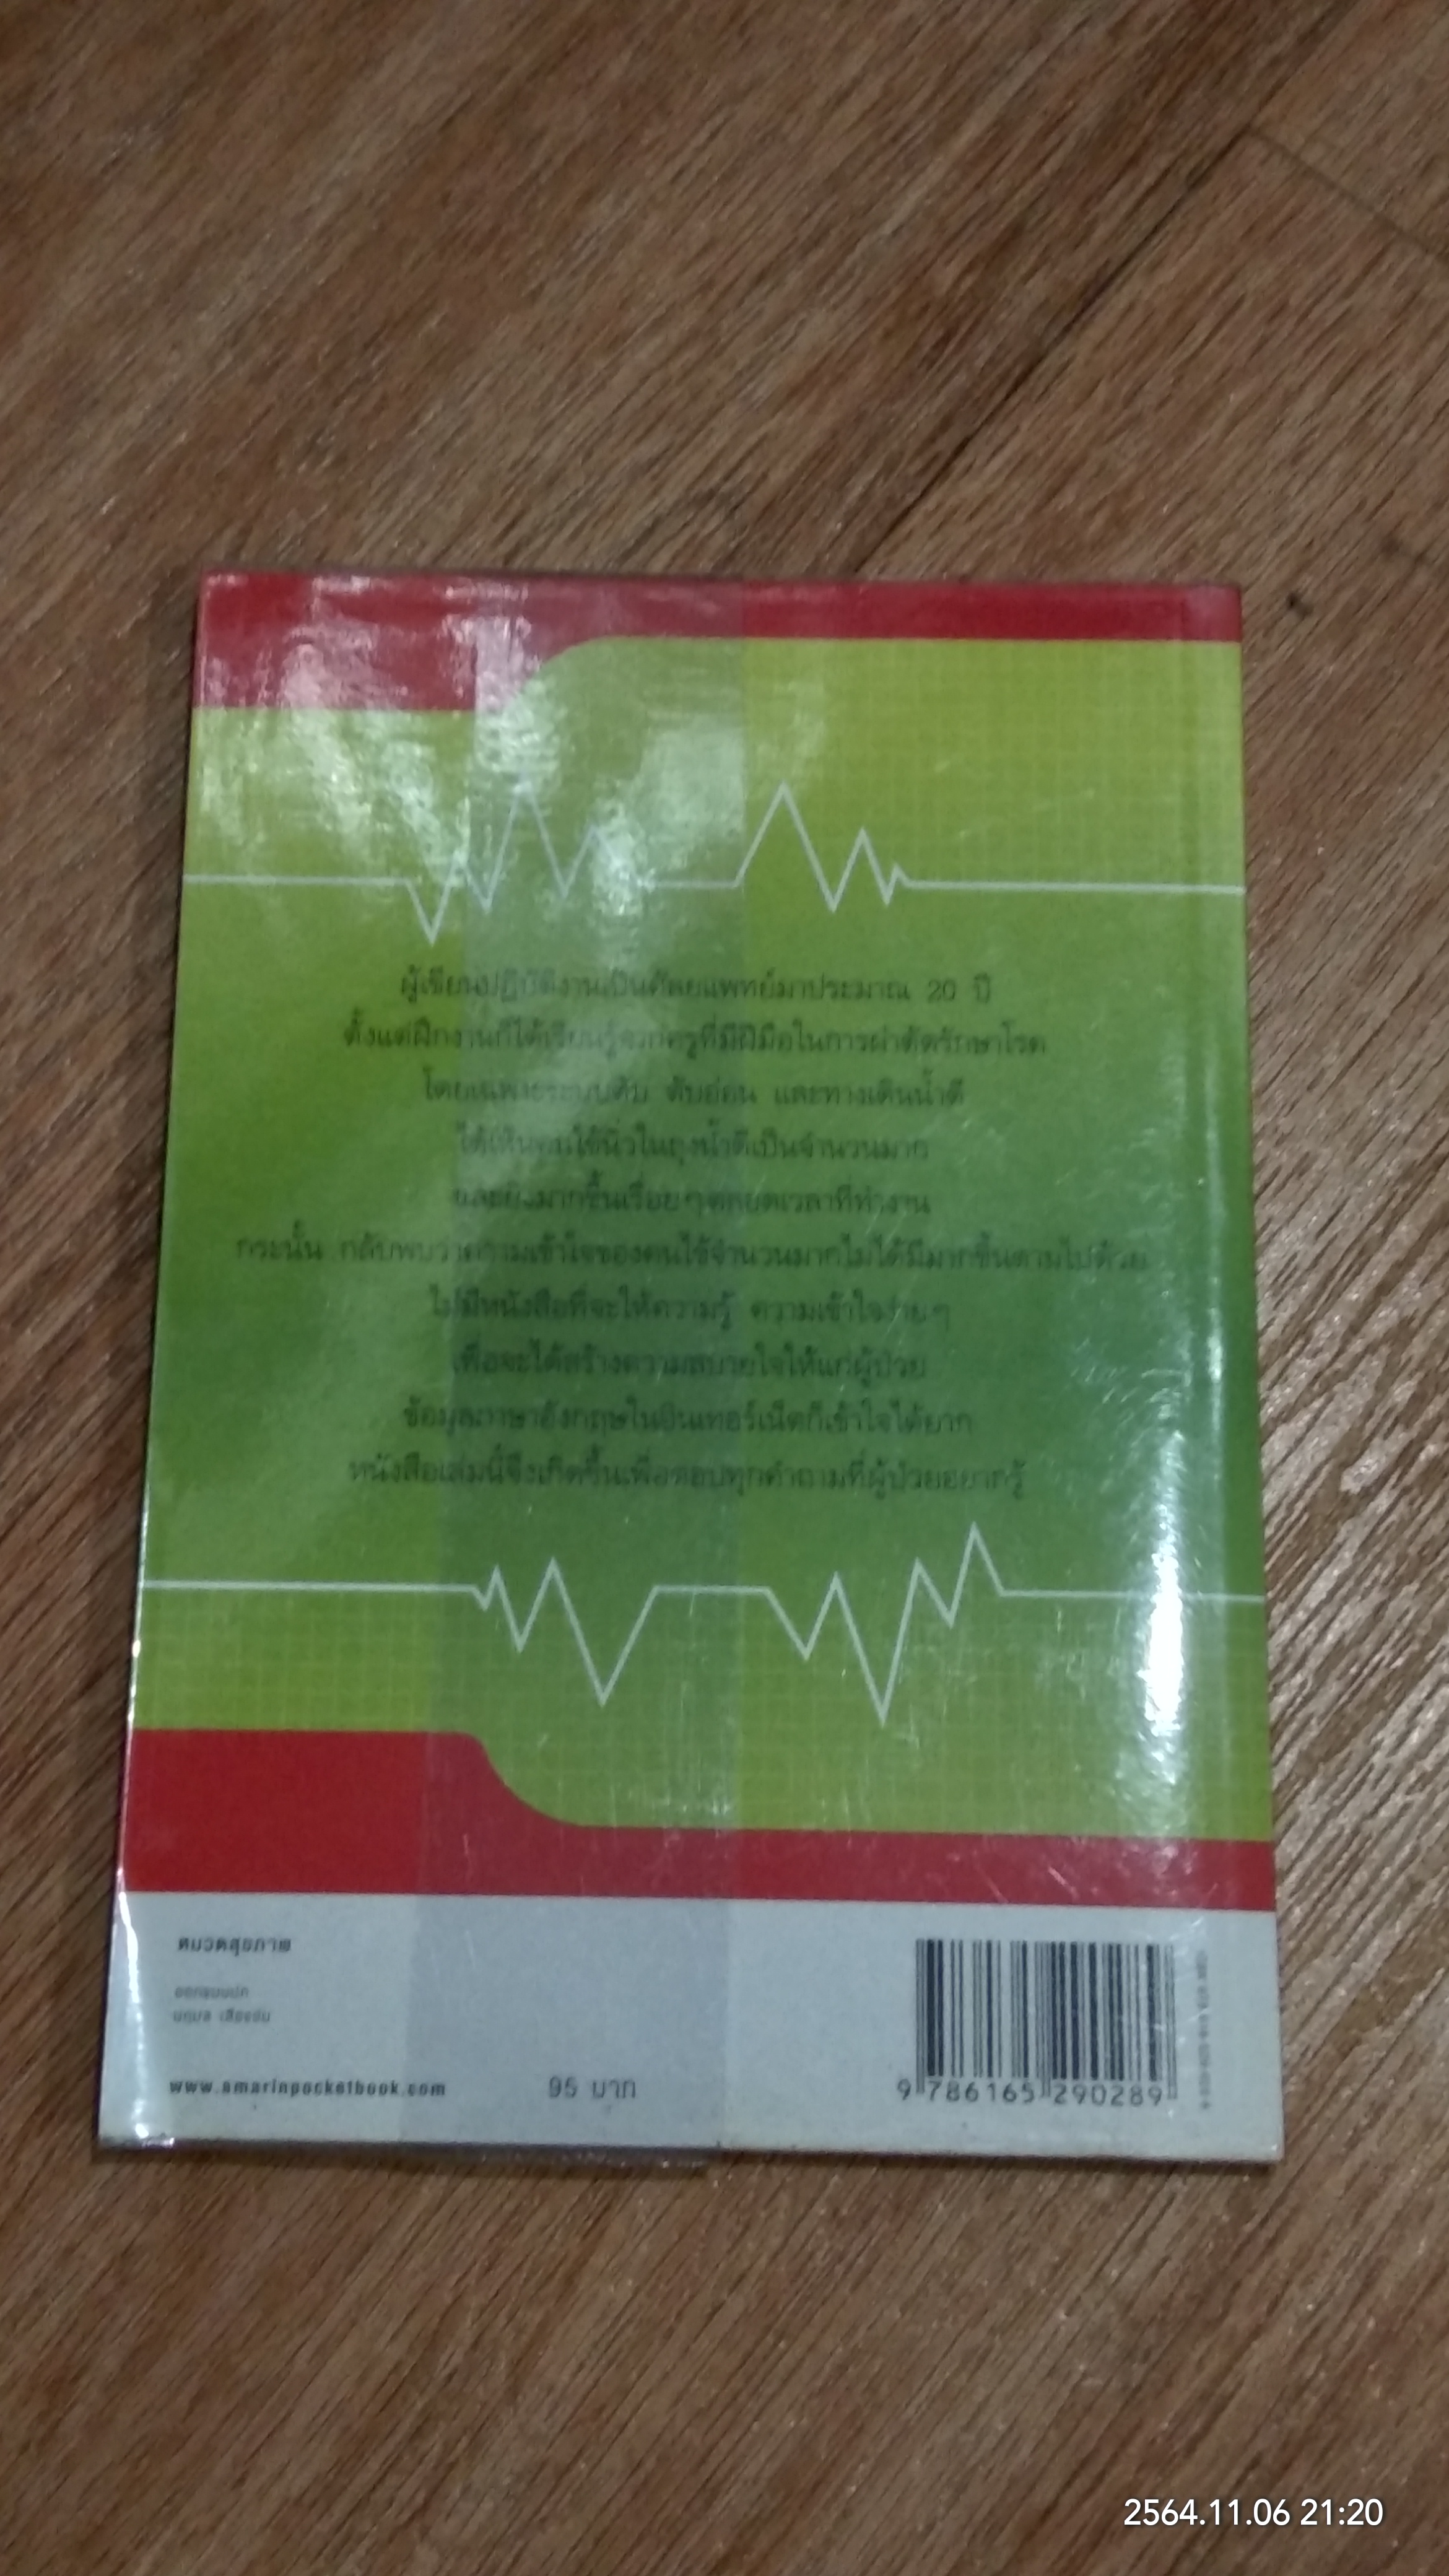 ผู้เขียนปฏิบัติงานเป็นศัลยแพทย์มาประมาณ 20 ปี
ตั้งแต่ฝึกงานก็ได้เรียนรู้จากครูที่มีฝีมือในการผ่าตัดรักษาโรค
โดยเฉพาะระบบตับ ตับอ่อน และทางเดินน้ำดี
ได้เห็นคนไข้นิ่วในถุงน้ำดีเป็นจำนวนมาก
และยิ่งมากขึ้นเรื่อยๆ ตลอดเวลาที่ทำงาน
กระนั้น กลับพบว่าความเข้าใจของคนไข้จำนวนมากไม่ได้มีมากขึ้นตามไปด้วย
ไม่มีหนังสือที่จะให้ความรู้ ความเข้าใจง่ายๆ
เพื่อจะได้สร้างความสบายใจให้แก่ผู้ป่วย
ข้อมูลภาษาอังกฤษในอินเทอร์เน็ตก็เข้าใจได้ยาก
หนังสือเล่มนี้จึงเกิดขึ้นเพื่อตอบทุกคำถามที่ผู้ป่วยอยากรู้
หมวดสุขภาพ
ออกแบบปก
www.amarinpocketbook.com
95 บาท
9 786165 290289
2564.11.06 21:20